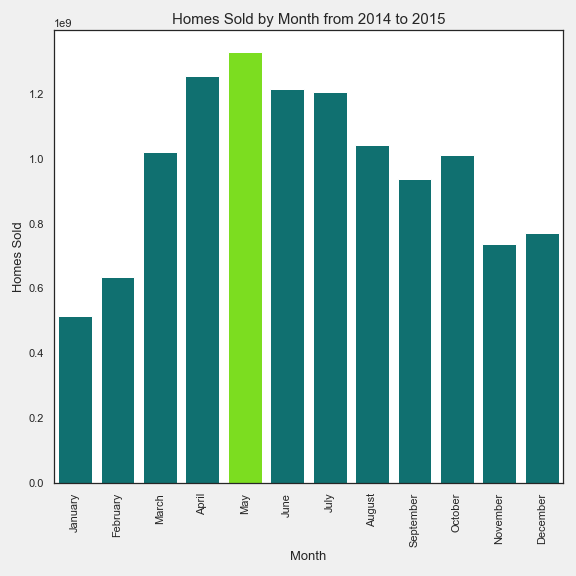 Homes Sold by Month from 2014 to 2015
1e9
1.2
1.0
0.8
0.6
0.4
0.2
0.0
Homes Sold
January
February
March
April
May
June
July
August
September
October
November
December
Month